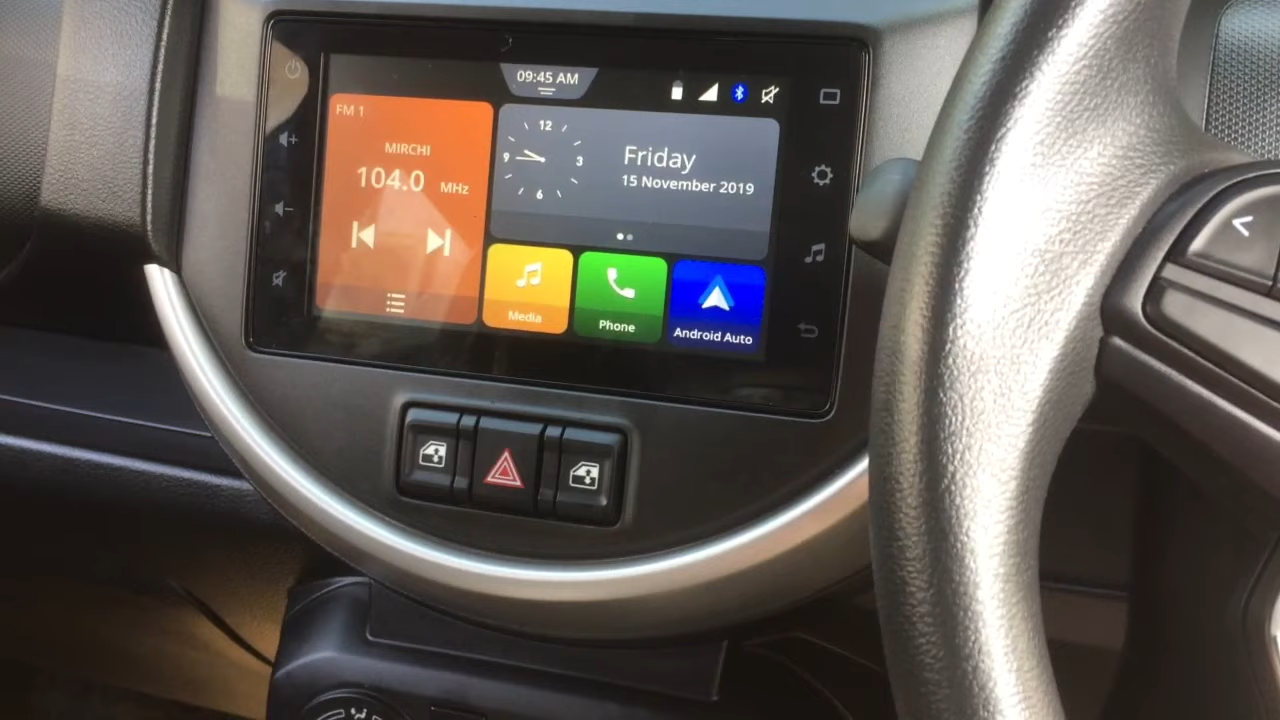 09:45 AM
FM 1
MIRCHI
104.0 MHz
12
9
3
6
Friday
15 November 2019
Media
Phone
Android Auto